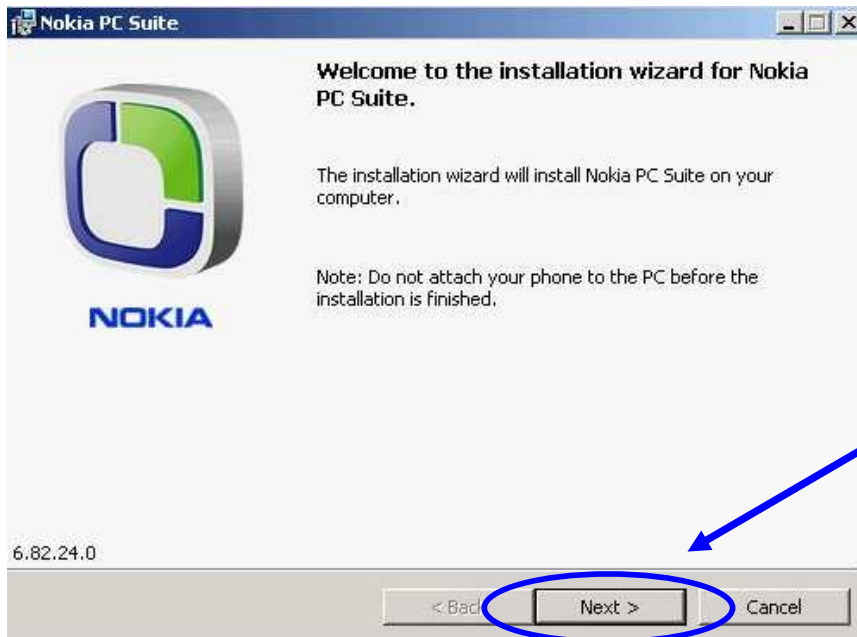 Nokia PC Suite
Welcome to the installation wizard for Nokia
PC Suite.
The installation wizard will install Nokia PC Suite on your
computer.
Note: Do not attach your phone to the PC before the
installation is finished.
NOKIA
6.82.24.0
< Back
Next >
Cancel